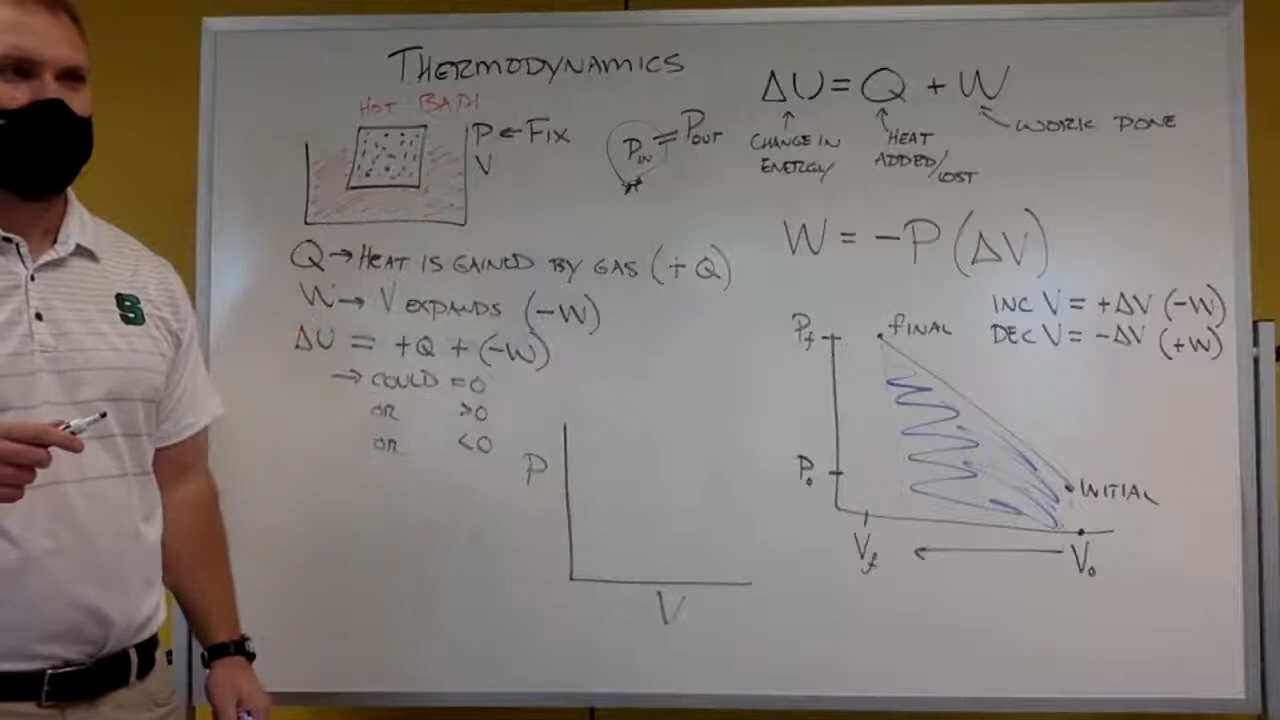 THERMODYNAMICS
HOT BATH
P ← FIX
V
P_IN = P_OUT
Q → HEAT IS GAINED BY GAS (+Q)
W → V EXPANDS (-W)
ΔU = +Q + (-W)
→ COULD = 0
OR > 0
OR < 0
P
V
ΔU = Q + W
CHANGE IN ENERGY/
HEAT ADDED/LOST
WORK DONE
W = -P(ΔV)
INC V = +ΔV (-W)
DEC V = -ΔV (+W)
P_f
FINAL
P_o
INITIAL
V_f
V_o
S